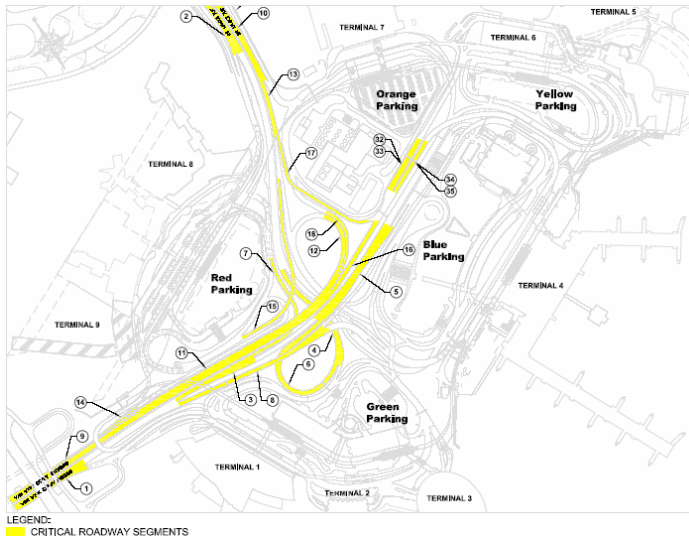 TERMINAL 5
10
2
TERMINAL 7
TERMINAL 6
13
Orange
Parking
Yellow
Parking
32
33
17
TERMINAL 8
34
35
18
12
7
16
Blue
Parking
5
Red
Parking
TERMINAL 4
TERMINAL 9
11
4
6
14
3
8
Green
Parking
9
1
TERMINAL 1
TERMINAL 2
TERMINAL 3
LEGEND:
CRITICAL ROADWAY SEGMENTS